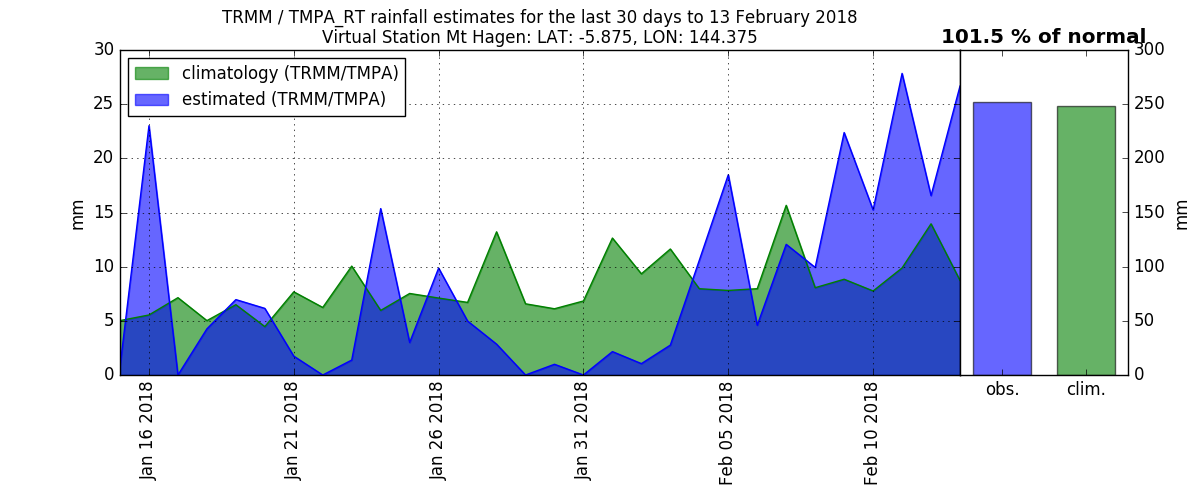 TRMM / TMPA_RT rainfall estimates for the last 30 days to 13 February 2018
Virtual Station Mt Hagen: LAT: -5.875, LON: 144.375
101.5 % of normal
climatology (TRMM/TMPA)
estimated (TRMM/TMPA)
30
25
20
15
10
5
0
mm
Jan 16 2018
Jan 21 2018
Jan 26 2018
Jan 31 2018
Feb 05 2018
Feb 10 2018
300
250
200
150
100
50
0
mm
obs.
clim.